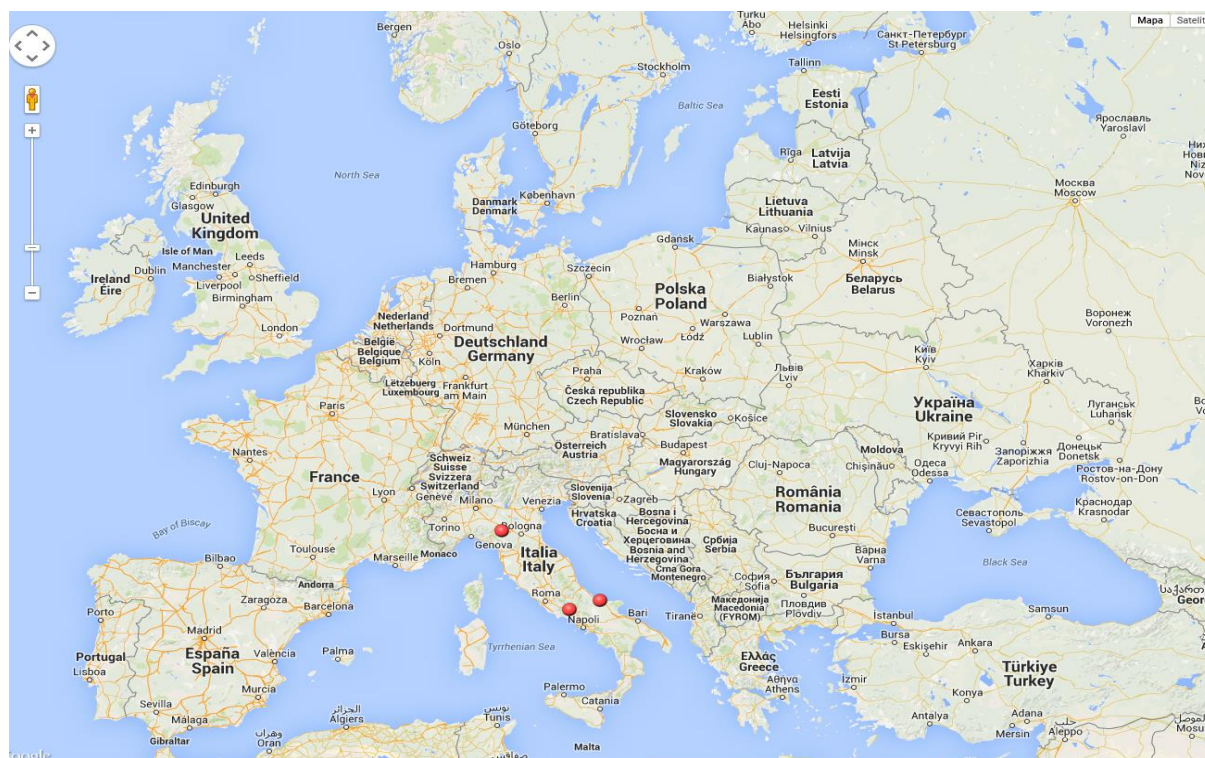 Bergen
Oslo
Stockholm
Turku
Åbo
Helsinki
Helsingfors
Санкт-Петербург
St Petersburg
Mapa
Tallinn
Eesti
Estonia
Baltic Sea
Göteborg
Ярославль
Yaroslavl
Rīga
Latvija
Latvia
North Sea
Edinburgh
Glasgow
United
Kingdom
Danmark
Denmark
København
Lietuva
Lithuania
Kaunas
Vilnius
Москва
Moscow
Isle of Man
Leeds
Ireland
Éire
Dublin
Manchester
Sheffield
Liverpool
Birmingham
London
Gdańsk
Мінск
Minsk
Беларусь
Belarus
Hamburg
Bremen
Szczecin
Białystok
Berlin
Polska
Poland
Poznań
Warszawa
Nederland
Netherlands
Dortmund
Deutschland
Germany
Wrocław
Łódź
Lublin
Воронеж
Voronezh
België
Belgique
Belgium
Köln
Київ
Kyiv
Харків
Kharkiv
Lëtzebuerg
Luxembourg
Frankfurt
am Main
Praha
Česká republika
Czech Republic
Kraków
Львів
Lviv
Україна
Ukraine
Луганськ
Luhansk
Paris
Slovensko
Slovakia
Košice
Nantes
München
Bratislava
Österreich
Austria
Budapest
Magyarország
Hungary
Cluj-Napoca
Moldova
Chișinău
Кривий Ріг
Kryvyi Rih
Запоріжжя
Zaporizhia
Донецьк
Donetsk
Одеса
Odessa
Ростов-на-Дону
Rostov-on-Don
France
Schweiz
Suisse
Svizzera
Switzerland
Lyon
Genève
Milano
Venezia
Slovenija
Slovenia
Zagreb
România
Romania
Краснодар
Krasnodar
Севастополь
Sevastopol
Bay of Biscay
Torino
Bologna
Hrvatska
Croatia
Bosna i
Hercegovina
Босна и
Херцеговина
Bosnia and
Herzegovina
Србија
Serbia
București
Genova
Bilbao
Toulouse
Marseille
Monaco
Italia
Italy
Crna Gora
Montenegro
Варна
Varna
Black Sea
София
Sofia
България
Bulgaria
Andorra
Porto
Zaragoza
Barcelona
Roma
Bari
Napoli
Tiranë
Македонија
Macedonia
(FYROM)
Пловдив
Plovdiv
İstanbul
Samsun
Geor
Madrid
España
Spain
Portugal
Lisboa
València
Palma
Tyrrhenian Sea
Ελλάς
Greece
Αθήνα
Athens
Bursa
Eskişehir
Ankara
İzmir
Türkiye
Turkey
Murcia
Sevilla
Málaga
Palermo
Catania
Konya
Antalya
Adana
Mersin
Gibraltar
وهران
Oran
الجزائر
Algiers
تونس
Tunis
Malta
حلب
Aleppo
الموصل
Mosu